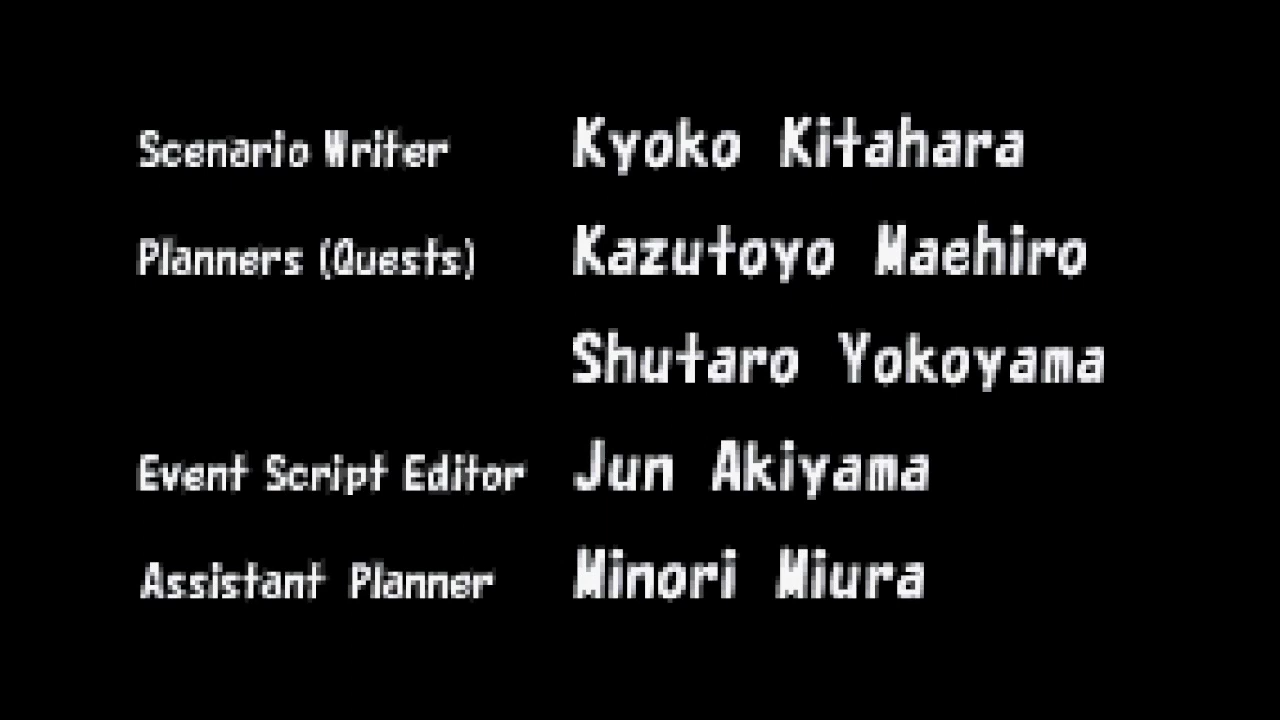 Scenario Writer Kyoko Kitahara
Planners (Quests) Kazutoyo Maehiro
Shutaro Yokoyama
Event Script Editor Jun Akiyama
Assistant Planner Minori Miura